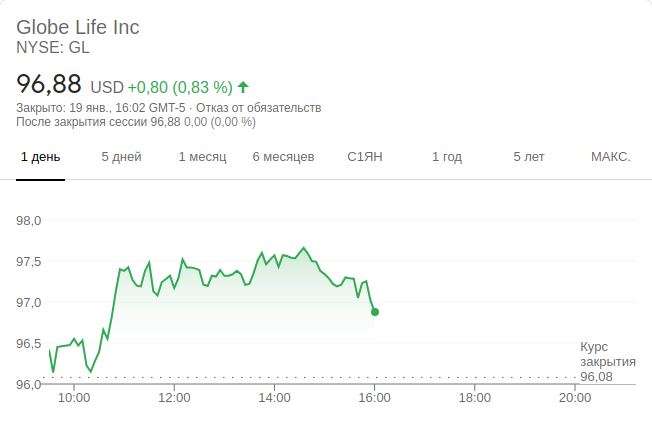 Globe Life Inc
NYSE: GL
96,88 USD +0,80 (0,83 %)
Закрыто: 19 янв., 16:02 GMT-5 · Отказ от обязательств
После закрытия сессии 96,88 0,00 (0,00 %)
1 день 5 дней 1 месяц 6 месяцев С1ЯН 1 год 5 лет МАКС.
98,0
97,5
97,0
96,5
96,0
Курс
закрытия
96,08
10:00 12:00 14:00 16:00 18:00 20:00